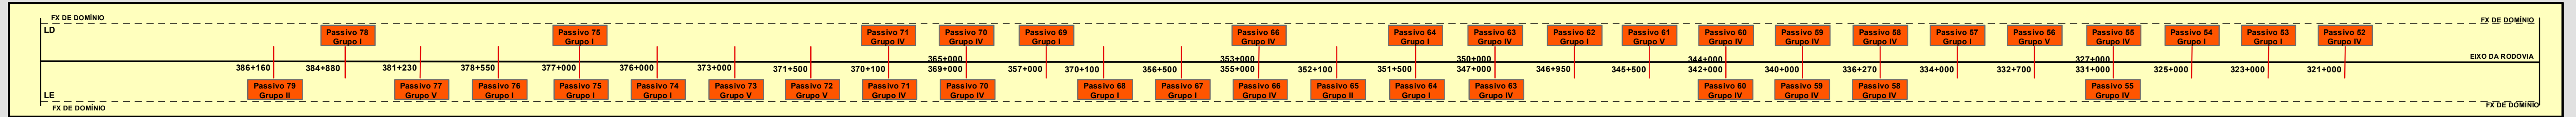 FX DE DOMÍNIO
FX DE DOMÍNIO
LD
Passivo 78
Grupo I
Passivo 75
Grupo I
Passivo 71
Grupo IV
Passivo 70
Grupo IV
Passivo 69
Grupo I
Passivo 66
Grupo IV
Passivo 64
Grupo I
Passivo 63
Grupo IV
Passivo 62
Grupo I
Passivo 61
Grupo V
Passivo 60
Grupo IV
Passivo 59
Grupo IV
Passivo 58
Grupo IV
Passivo 57
Grupo I
Passivo 56
Grupo V
Passivo 55
Grupo IV
Passivo 54
Grupo I
Passivo 53
Grupo I
Passivo 52
Grupo IV
EIXO DA RODOVIA
386+160
384+880
381+230
378+550
377+000
376+000
373+000
371+500
370+100
365+000
369+000
357+000
370+100
356+500
353+000
355+000
352+100
351+500
350+000
347+000
346+950
345+500
344+000
342+000
340+000
336+270
334+000
332+700
327+000
331+000
325+000
323+000
321+000
LE
Passivo 79
Grupo II
Passivo 77
Grupo V
Passivo 76
Grupo I
Passivo 75
Grupo I
Passivo 74
Grupo I
Passivo 73
Grupo V
Passivo 72
Grupo V
Passivo 71
Grupo IV
Passivo 70
Grupo IV
Passivo 68
Grupo I
Passivo 67
Grupo I
Passivo 66
Grupo IV
Passivo 65
Grupo II
Passivo 64
Grupo I
Passivo 63
Grupo IV
Passivo 60
Grupo IV
Passivo 59
Grupo IV
Passivo 58
Grupo IV
Passivo 55
Grupo IV
FX DE DOMÍNIO
FX DE DOMÍNIO